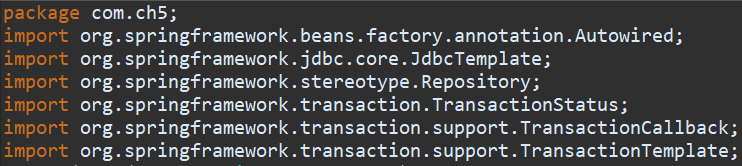 package com.ch5;
import org.springframework.beans.factory.annotation.Autowired;
import org.springframework.jdbc.core.JdbcTemplate;
import org.springframework.stereotype.Repository;
import org.springframework.transaction.TransactionStatus;
import org.springframework.transaction.support.TransactionCallback;
import org.springframework.transaction.support.TransactionTemplate;